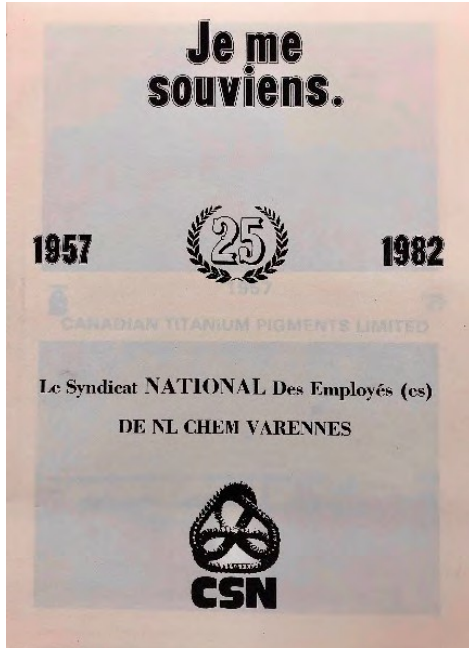 Je me
souviens.
1957 25 1982
1957
CANADIAN TITANIUM PIGMENTS LIMITED
Le Syndicat NATIONAL Des Employés (es)
DE NL CHEM VARENNES
CSN